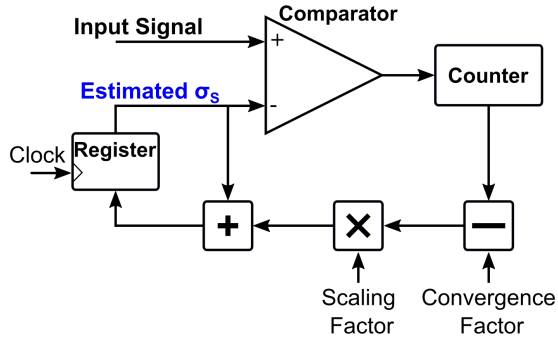 Comparator
Input Signal
+
Estimated σS
-
Counter
Clock
Register
+
×
−
Scaling
Factor
Convergence
Factor